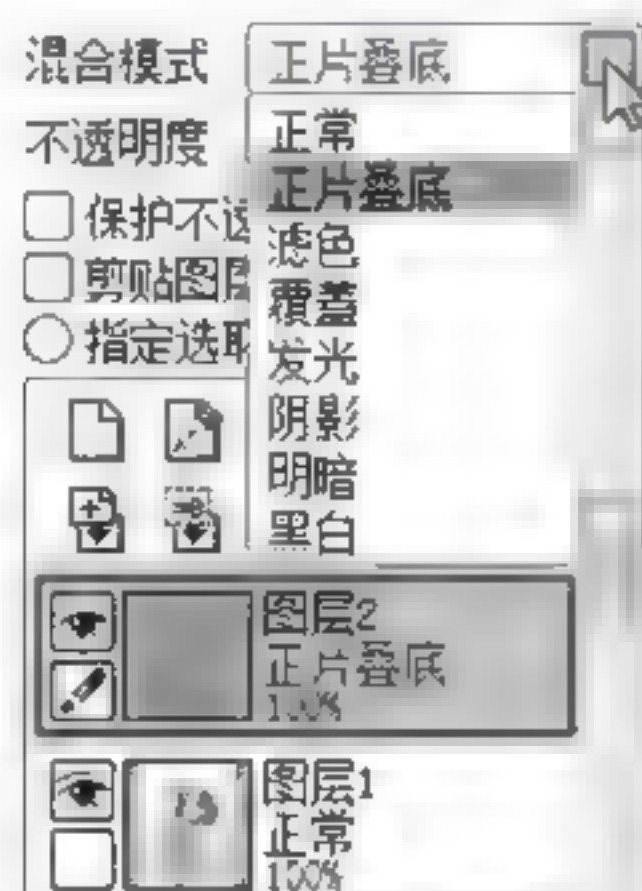 混合模式 正片叠底
不透明度
正常
正片叠底
保护不透
滤色
剪贴图层
覆蓋
指定选取
发光
阴影
明暗
黑白
图层2
正片叠底
100%
图层1
正常
100%